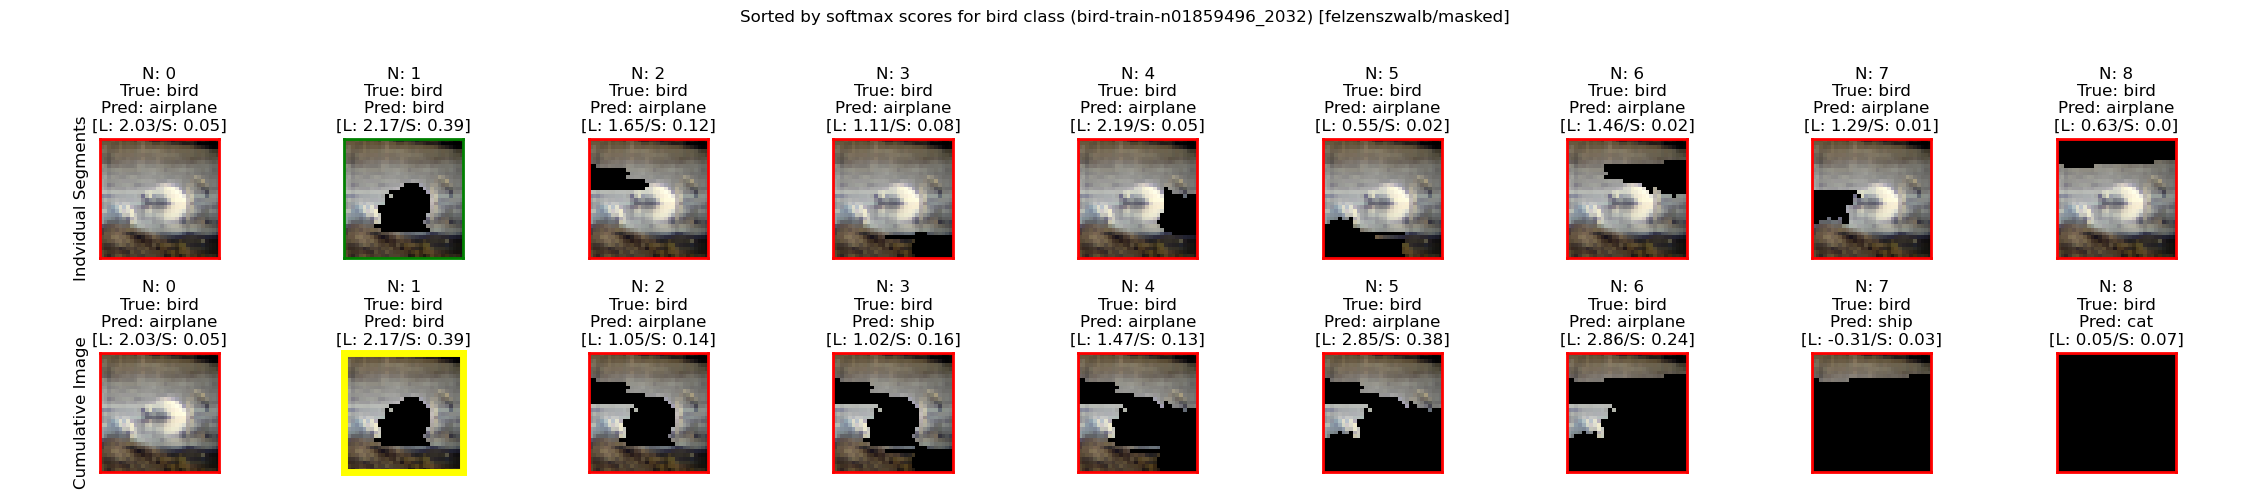 Sorted by softmax scores for bird class (bird-train-n01859496_2032) [felzenszwalb/masked]
Indvidual Segments
N: 0
True: bird
Pred: airplane
[L: 2.03/S: 0.05]
N: 1
True: bird
Pred: bird
[L: 2.17/S: 0.39]
N: 2
True: bird
Pred: airplane
[L: 1.65/S: 0.12]
N: 3
True: bird
Pred: airplane
[L: 1.11/S: 0.08]
N: 4
True: bird
Pred: airplane
[L: 2.19/S: 0.05]
N: 5
True: bird
Pred: airplane
[L: 0.55/S: 0.02]
N: 6
True: bird
Pred: airplane
[L: 1.46/S: 0.02]
N: 7
True: bird
Pred: airplane
[L: 1.29/S: 0.01]
N: 8
True: bird
Pred: airplane
[L: 0.63/S: 0.0]
Cumulative Image
N: 0
True: bird
Pred: airplane
[L: 2.03/S: 0.05]
N: 1
True: bird
Pred: bird
[L: 2.17/S: 0.39]
N: 2
True: bird
Pred: airplane
[L: 1.05/S: 0.14]
N: 3
True: bird
Pred: ship
[L: 1.02/S: 0.16]
N: 4
True: bird
Pred: airplane
[L: 1.47/S: 0.13]
N: 5
True: bird
Pred: airplane
[L: 2.85/S: 0.38]
N: 6
True: bird
Pred: airplane
[L: 2.86/S: 0.24]
N: 7
True: bird
Pred: ship
[L: -0.31/S: 0.03]
N: 8
True: bird
Pred: cat
[L: 0.05/S: 0.07]